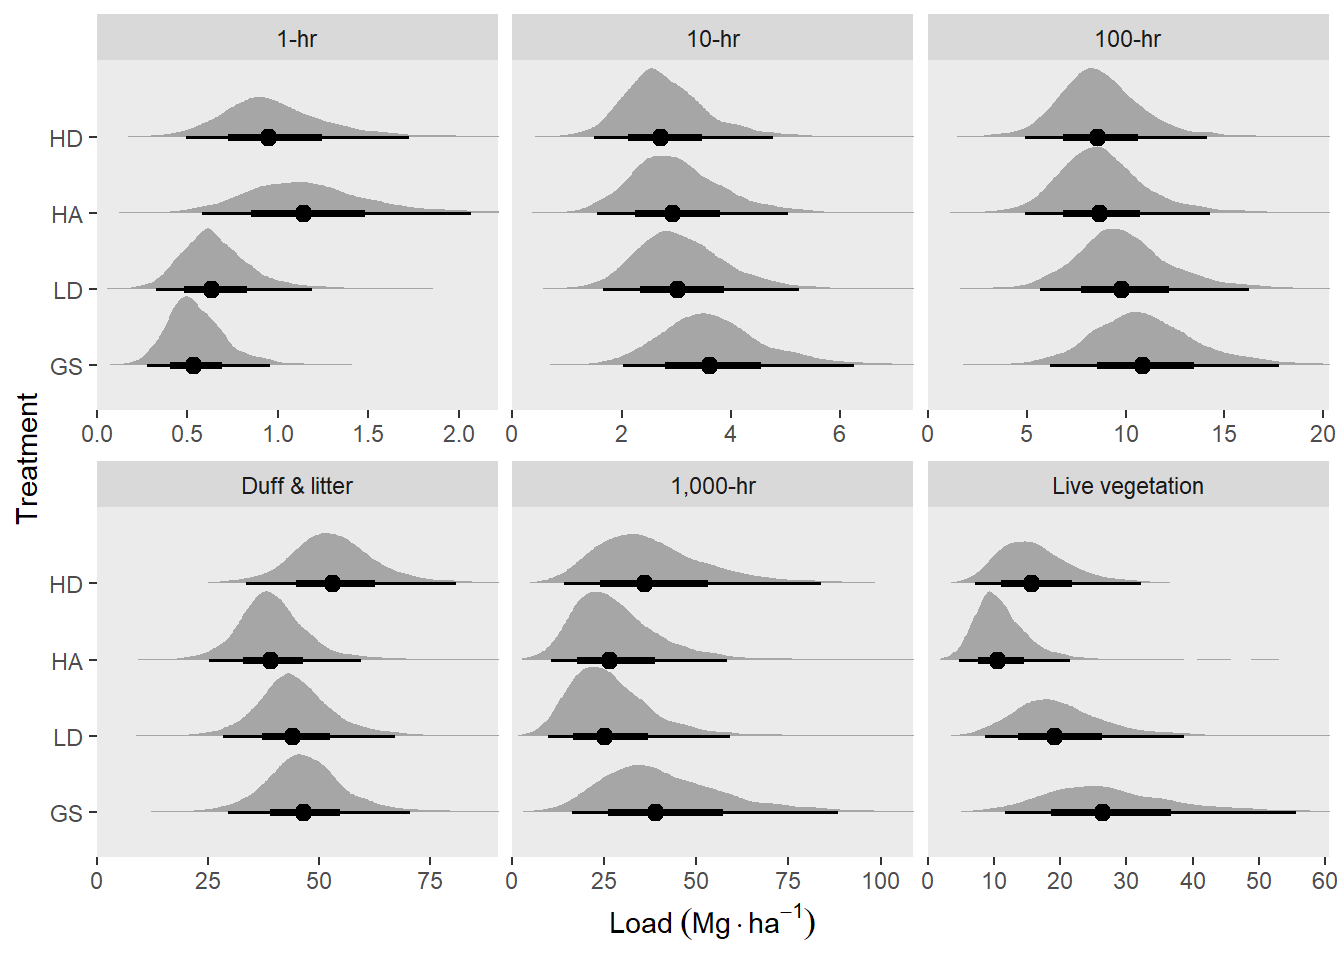 1-hr 10-hr 100-hr
HD
HA
LD
GS
0.0 0.5 1.0 1.5 2.0 0 2 4 6 0 5 10 15 20
Treatment
Duff & litter 1,000-hr Live vegetation
HD
HA
LD
GS
0 25 50 75 0 25 50 75 100 0 10 20 30 40 50 60
Load (Mg·ha⁻¹)